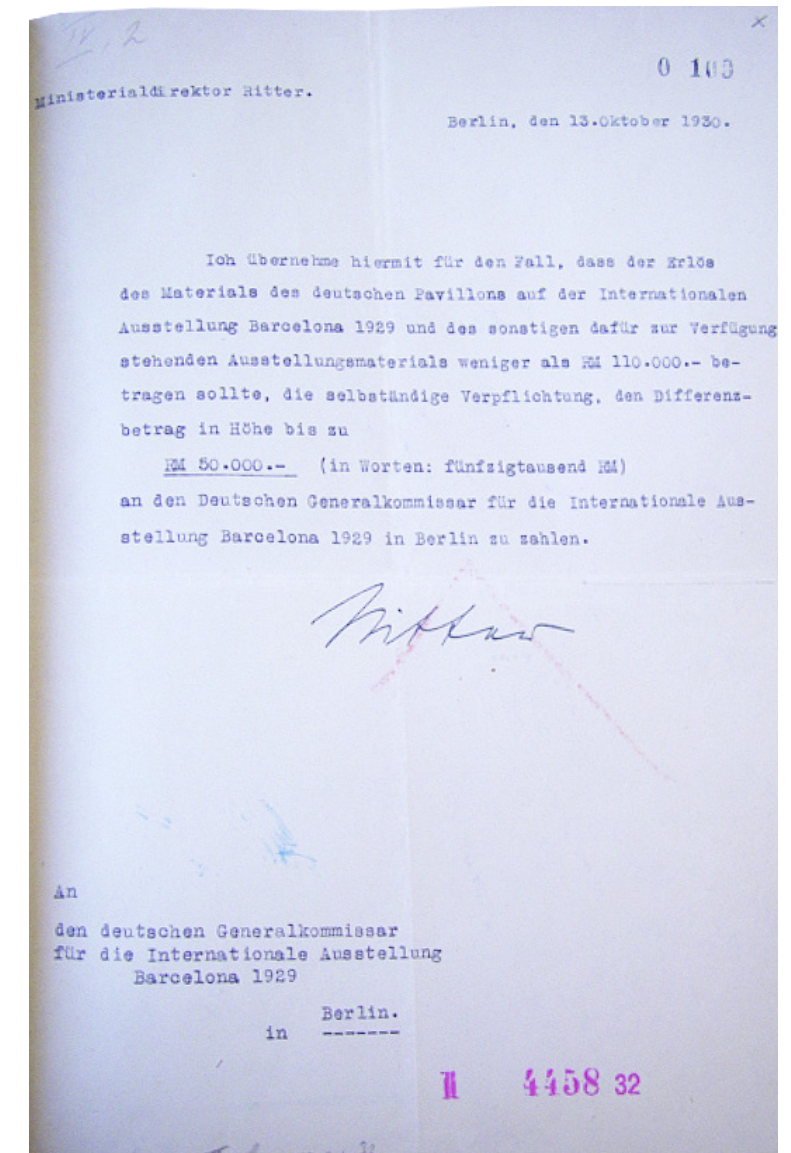 IV, 2
x
0 103
Ministerialdirektor Ritter.
Berlin, den 13.Oktober 1930.
Ich übernehme hiermit für den Fall, dass der Erlös
des Materials des deutschen Pavillons auf der Internationalen
Ausstellung Barcelona 1929 und des sonstigen dafür zur Verfügung
stehenden Ausstellungsmaterials weniger als RM 110.000.- be-
tragen sollte, die selbständige Verpflichtung, den Differenz-
betrag in Höhe bis zu
RM 50.000.- (in Worten: fünfzigtausend RM)
an den Deutschen Generalkommissar für die Internationale Aus-
stellung Barcelona 1929 in Berlin zu zahlen.
Ritter
An
den deutschen Generalkommissar
für die Internationale Ausstellung
Barcelona 1929
in Berlin.
-------
II 4458 32